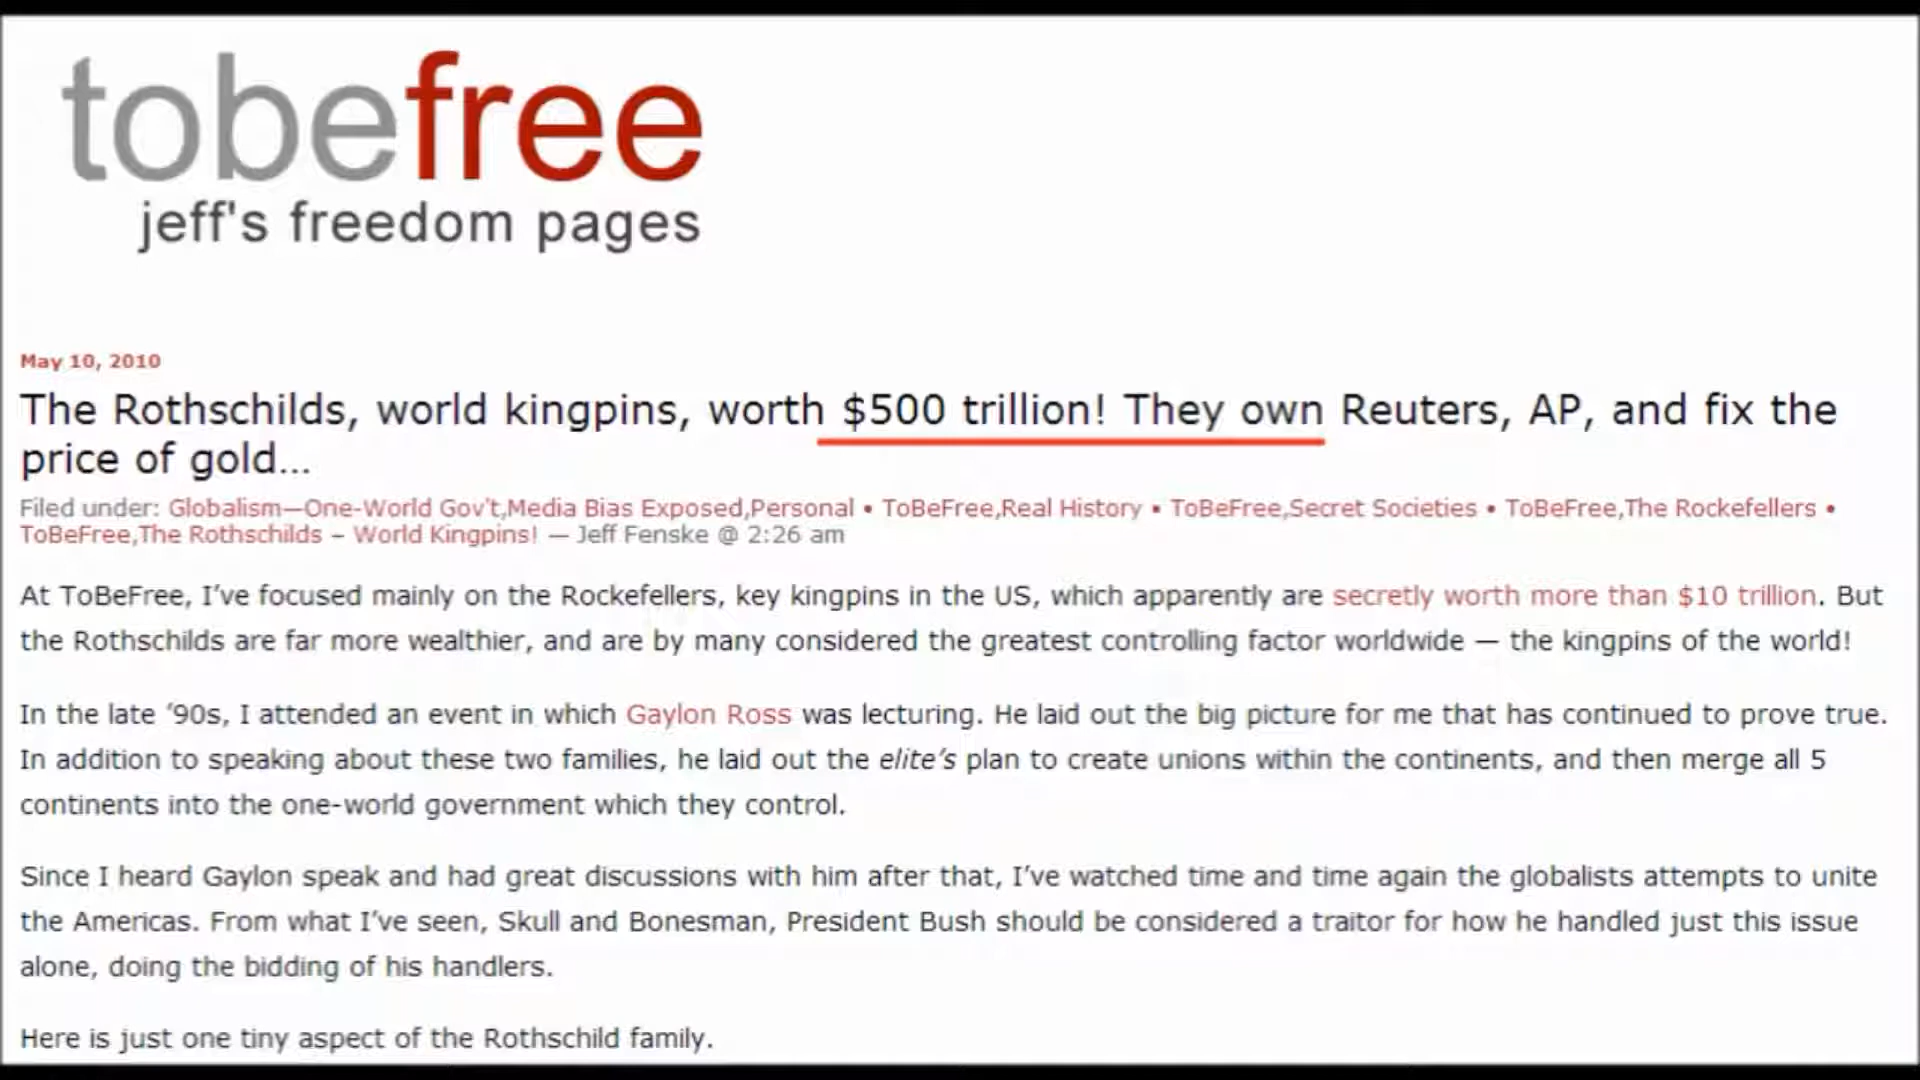 tobefree
jeff's freedom pages
May 10, 2010
The Rothschilds, world kingpins, worth $500 trillion! They own Reuters, AP, and fix the
price of gold...
Filed under: Globalism—One-World Gov't,Media Bias Exposed,Personal • ToBeFree,Real History • ToBeFree,Secret Societies • ToBeFree,The Rockefellers •
ToBeFree,The Rothschilds – World Kingpins! — Jeff Fenske @ 2:26 am
At ToBeFree, I've focused mainly on the Rockefellers, key kingpins in the US, which apparently are secretly worth more than $10 trillion. But
the Rothschilds are far more wealthier, and are by many considered the greatest controlling factor worldwide — the kingpins of the world!
In the late '90s, I attended an event in which Gaylon Ross was lecturing. He laid out the big picture for me that has continued to prove true.
In addition to speaking about these two families, he laid out the elite's plan to create unions within the continents, and then merge all 5
continents into the one-world government which they control.
Since I heard Gaylon speak and had great discussions with him after that, I've watched time and time again the globalists attempts to unite
the Americas. From what I've seen, Skull and Bonesman, President Bush should be considered a traitor for how he handled just this issue
alone, doing the bidding of his handlers.
Here is just one tiny aspect of the Rothschild family.